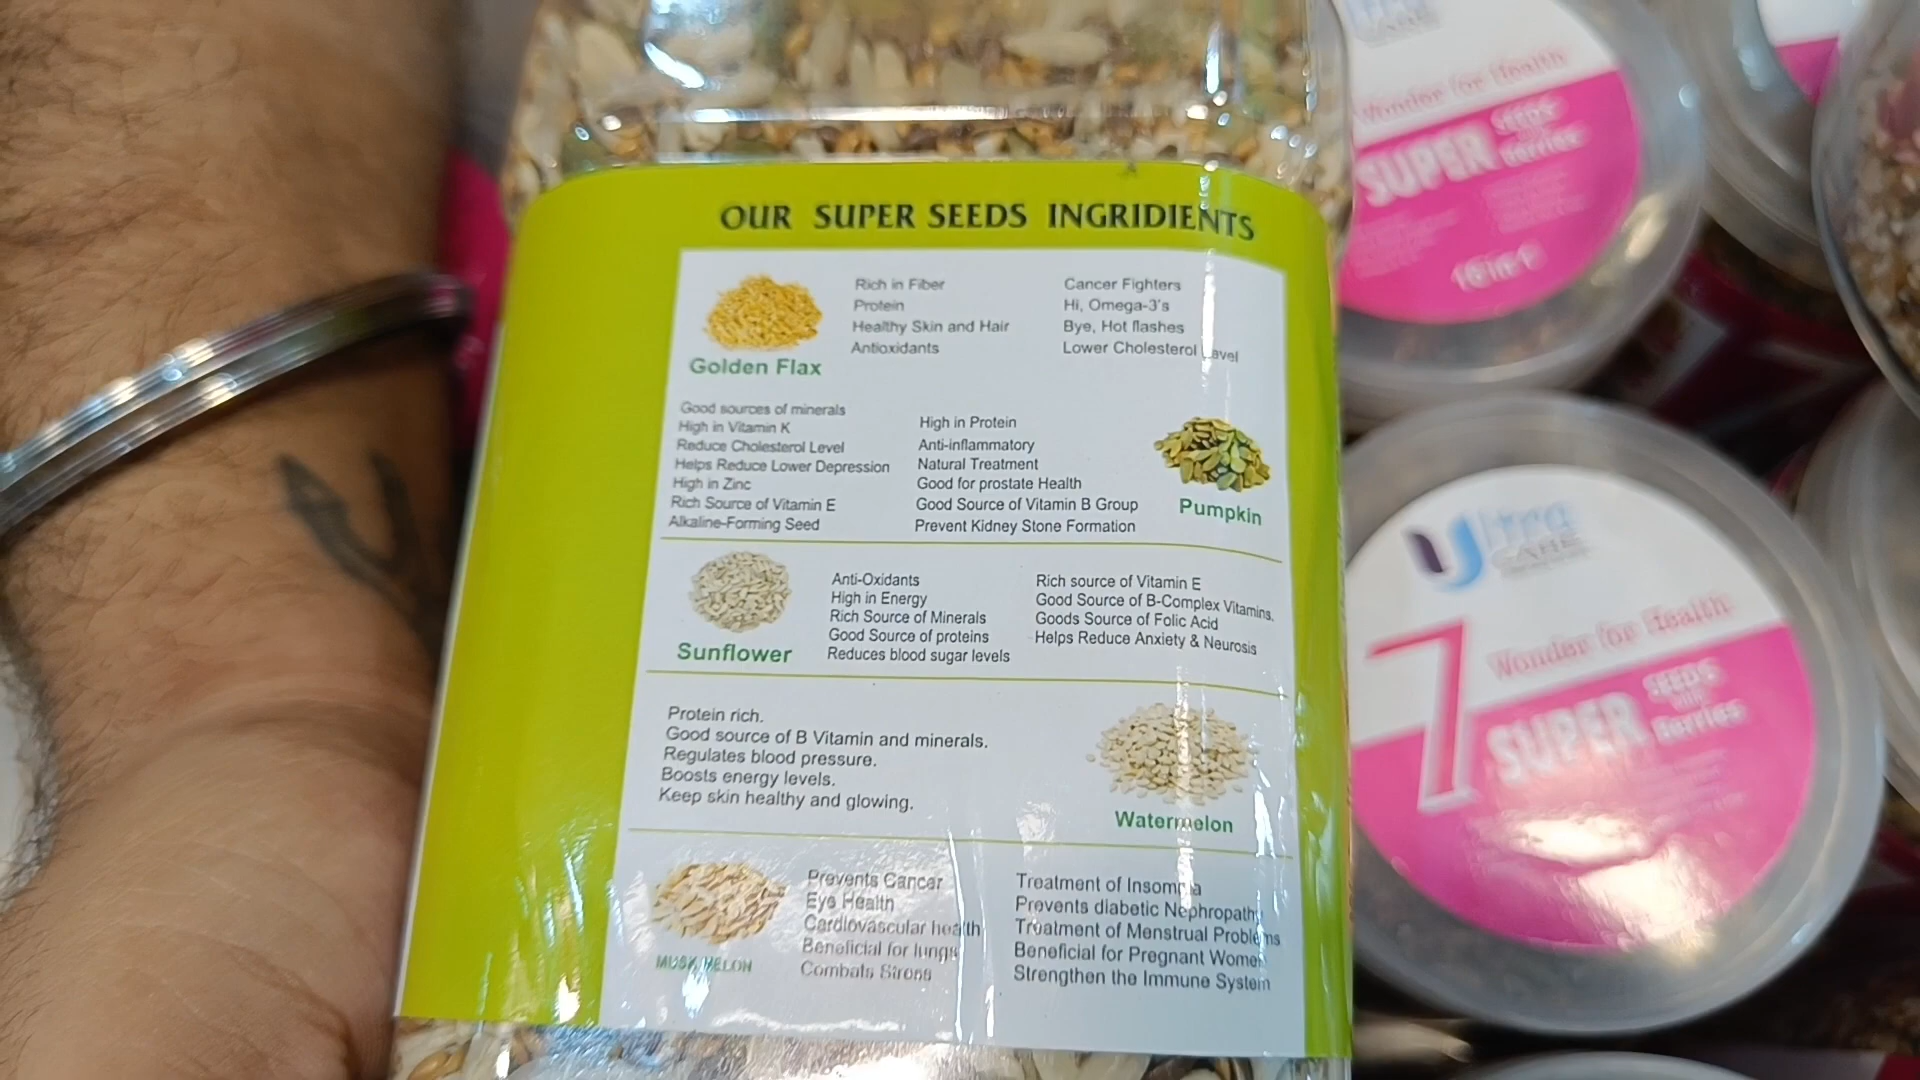 OUR SUPER SEEDS INGRIDIENTS
Rich in Fiber
Protein
Healthy Skin and Hair
Antioxidants
Cancer Fighters
Hi, Omega-3's
Bye, Hot flashes
Lower Cholesterol Level
Golden Flax
Good sources of minerals
High in Vitamin K
Reduce Cholesterol Level
Helps Reduce Lower Depression
High in Zinc
Rich Source of Vitamin E
Alkaline-Forming Seed
High in Protein
Anti-inflammatory
Natural Treatment
Good for prostate Health
Good Source of Vitamin B Group
Prevent Kidney Stone Formation
Pumpkin
Anti-Oxidants
High in Energy
Rich Source of Minerals
Good Source of proteins
Reduces blood sugar levels
Rich source of Vitamin E
Good Source of B-Complex Vitamins.
Goods Source of Folic Acid
Helps Reduce Anxiety & Neurosis
Sunflower
Protein rich.
Good source of B Vitamin and minerals.
Regulates blood pressure.
Boosts energy levels.
Keep skin healthy and glowing.
Watermelon
Prevents Cancer
Eye Health
Cardiovascular health
Beneficial for lungs
Combats Stress
Treatment of Insomnia
Prevents diabetic Nephropathy
Treatment of Menstrual Problems
Beneficial for Pregnant Women
Strengthen the Immune System
MUSK MELON
Wonder for Health
SUPER SEEDS
Berries
Ultra
CARE
7 Wonder for Health
SUPER SEEDS
with
Berries